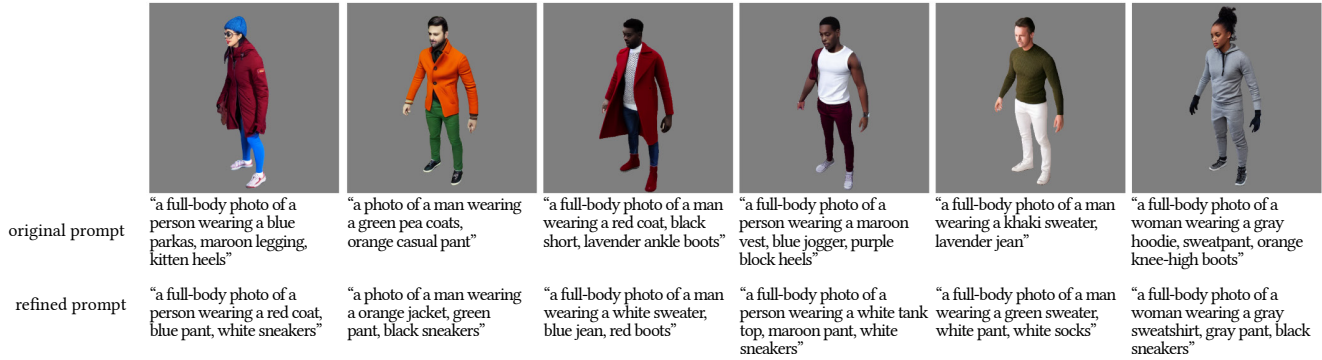 original prompt
“a full-body photo of a
person wearing a blue
parkas, maroon legging,
kitten heels”
“a photo of a man wearing
a green pea coats,
orange casual pant”
“a full-body photo of a man
wearing a red coat, black
short, lavender ankle boots”
“a full-body photo of a
person wearing a maroon
vest, blue jogger, purple
block heels”
“a full-body photo of a man
wearing a khaki sweater,
lavender jean”
“a full-body photo of a
woman wearing a gray
hoodie, sweatpant, orange
knee-high boots”
refined prompt
“a full-body photo of a
person wearing a red coat,
blue pant, white sneakers”
“a photo of a man wearing
a orange jacket, green
pant, black sneakers”
“a full-body photo of a man
wearing a white sweater,
blue jean, red boots”
“a full-body photo of a
person wearing a white tank
top, maroon pant, white
sneakers”
“a full-body photo of a man
wearing a green sweater,
white pant, white socks”
“a full-body photo of a
woman wearing a gray
sweatshirt, gray pant, black
sneakers”